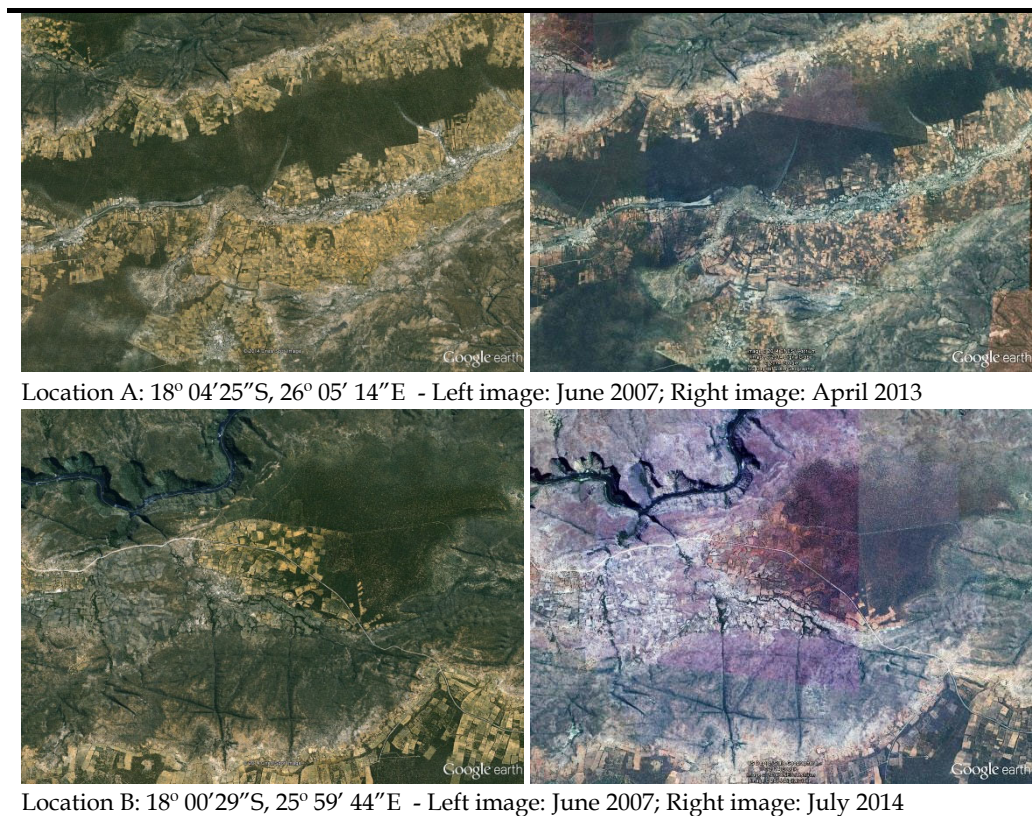 Google earth
Google earth
Location A: 18º 04′25″S, 26º 05′ 14″E - Left image: June 2007; Right image: April 2013
Google earth
Google earth
Location B: 18º 00′29″S, 25º 59′ 44″E - Left image: June 2007; Right image: July 2014